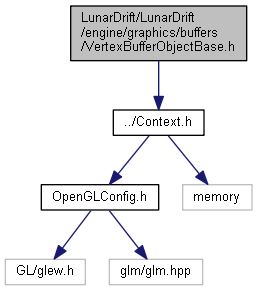 LunarDrift/LunarDrift
/engine/graphics/buffers
/VertexBufferObjectBase.h
../Context.h
OpenGLConfig.h
memory
GL/glew.h
glm/glm.hpp